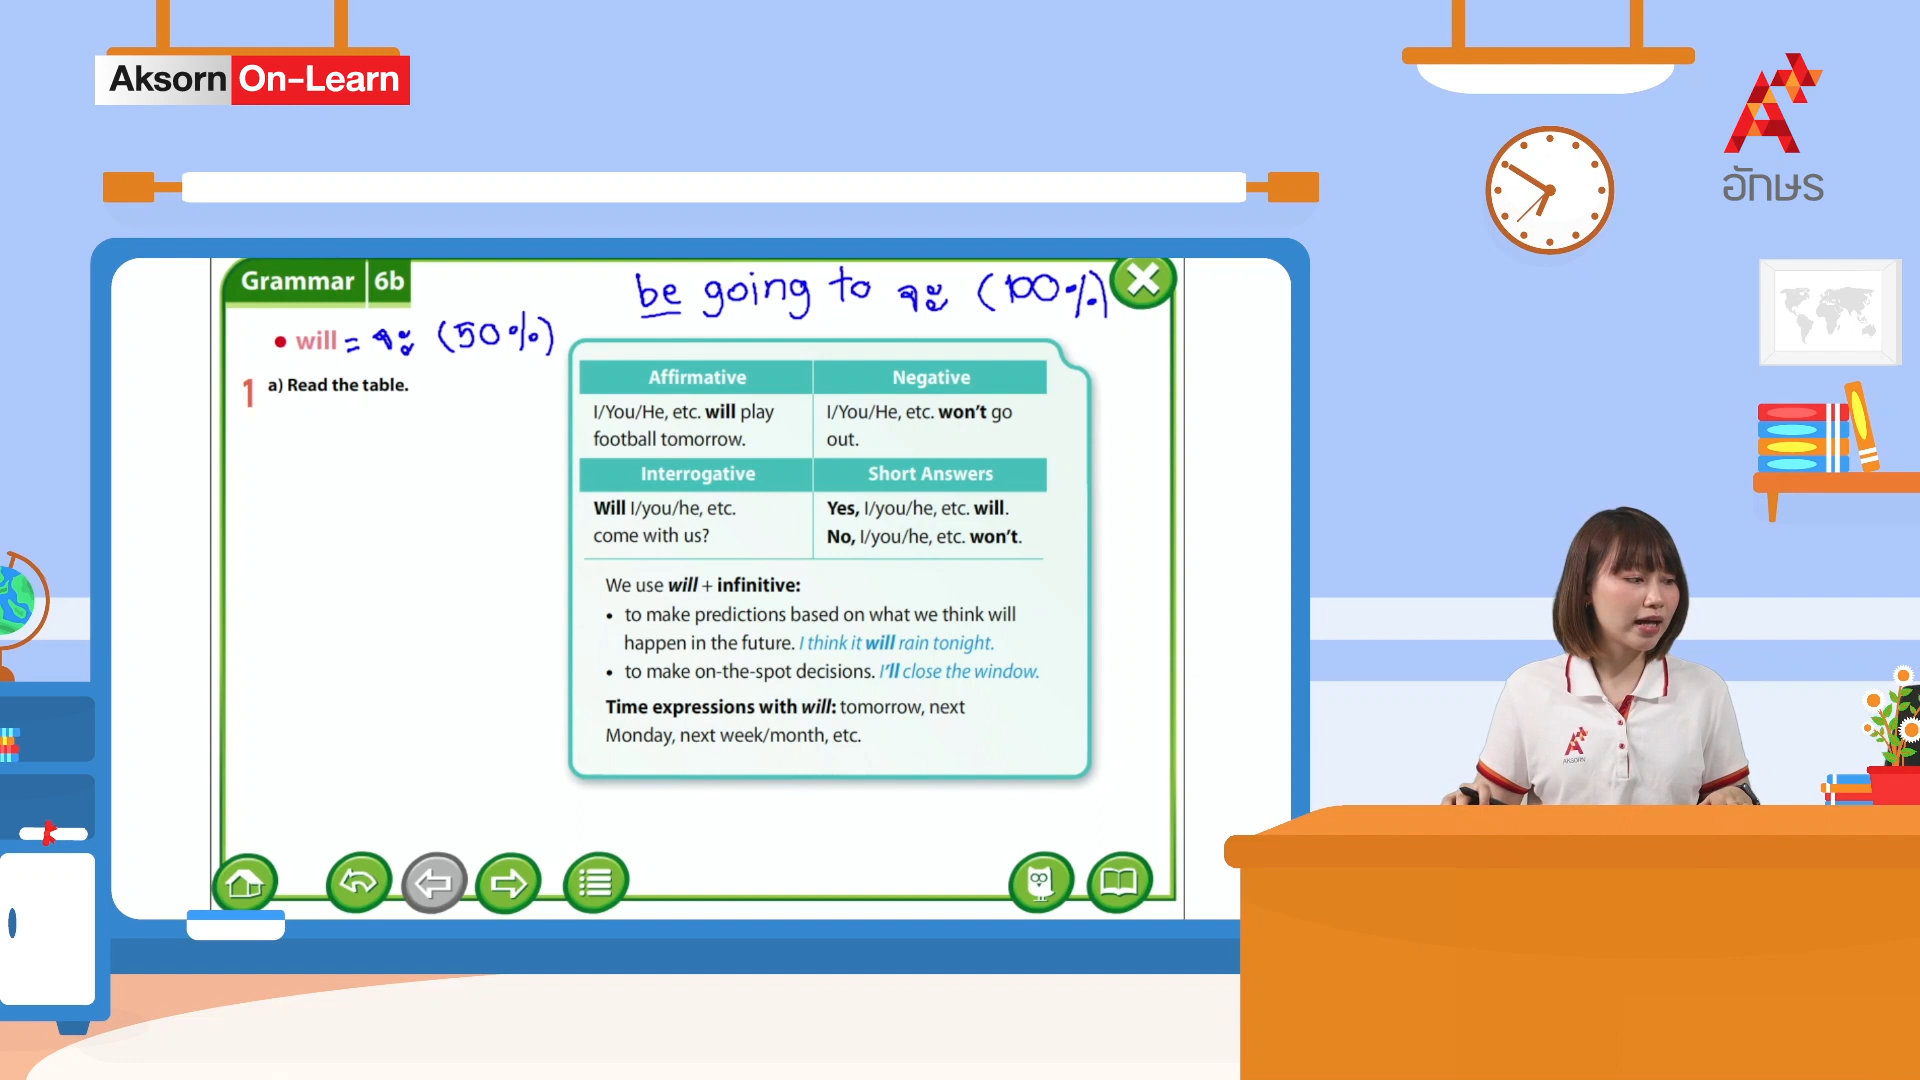 Aksorn On-Learn
อักษร
Grammar 6b
be going to จะ (100%)
• will = จะ (50%)
1 a) Read the table.
Affirmative Negative
I/You/He, etc. will play football tomorrow.
I/You/He, etc. won't go out.
Interrogative Short Answers
Will I/you/he, etc. come with us?
Yes, I/you/he, etc. will.
No, I/you/he, etc. won't.
We use will + infinitive:
• to make predictions based on what we think will
happen in the future. I think it will rain tonight.
• to make on-the-spot decisions. I'll close the window.
Time expressions with will: tomorrow, next
Monday, next week/month, etc.
AKSORN